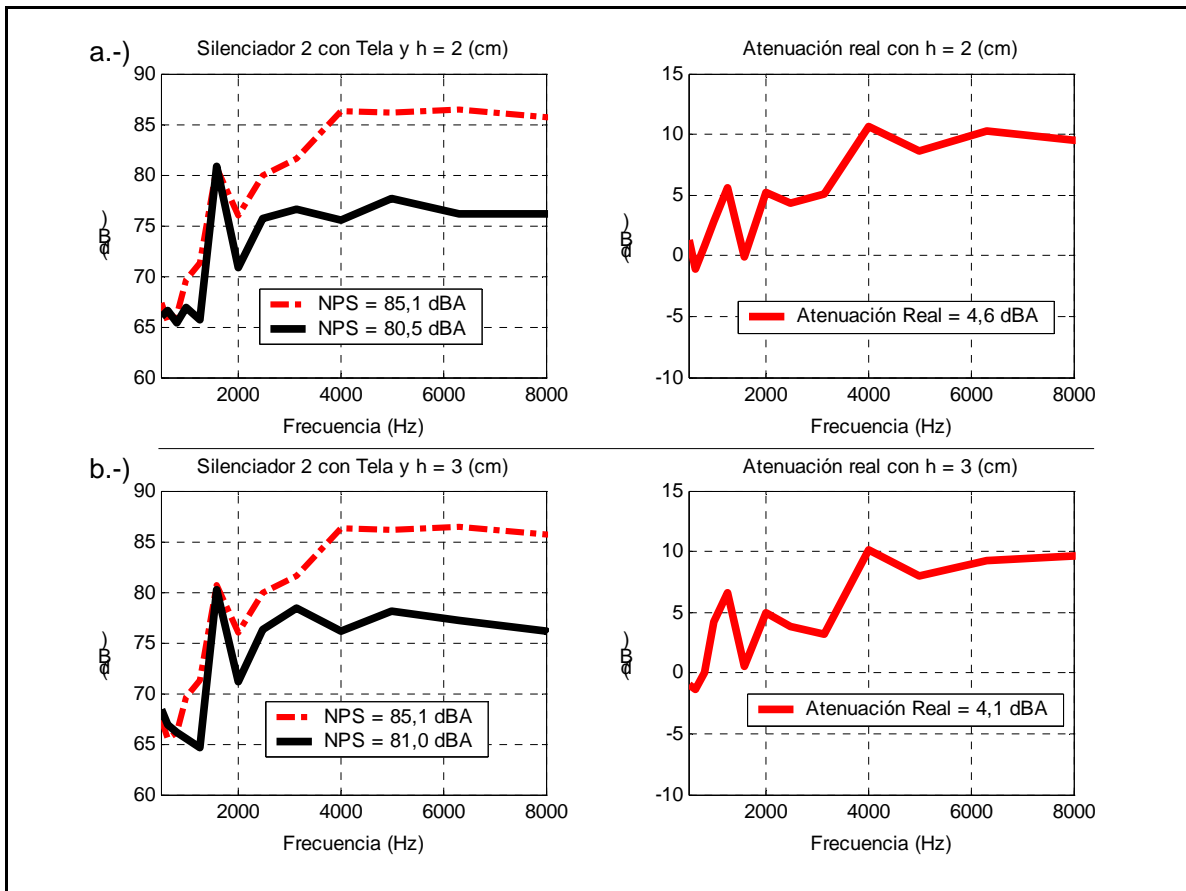 a.-)
Silenciador 2 con Tela y h = 2 (cm)
90
85
80
75
70
65
60
(dB)
NPS = 85,1 dBA
NPS = 80,5 dBA
2000 4000 6000 8000
Frecuencia (Hz)
Atenuación real con h = 2 (cm)
15
10
5
0
-5
-10
(dB)
Atenuación Real = 4,6 dBA
2000 4000 6000 8000
Frecuencia (Hz)
b.-)
Silenciador 2 con Tela y h = 3 (cm)
90
85
80
75
70
65
60
(dB)
NPS = 85,1 dBA
NPS = 81,0 dBA
2000 4000 6000 8000
Frecuencia (Hz)
Atenuación real con h = 3 (cm)
15
10
5
0
-5
-10
(dB)
Atenuación Real = 4,1 dBA
2000 4000 6000 8000
Frecuencia (Hz)